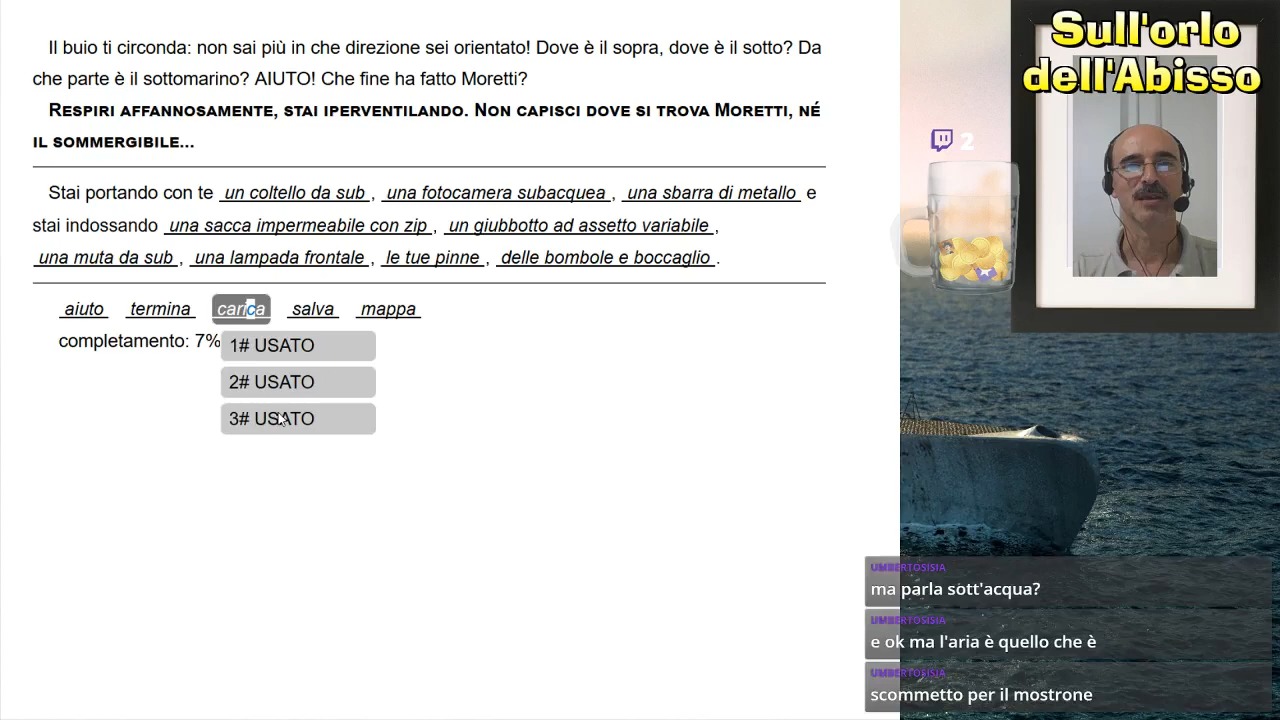 Il buio ti circonda: non sai più in che direzione sei orientato! Dove è il sopra, dove è il sotto? Da
che parte è il sottomarino? AIUTO! Che fine ha fatto Moretti?
Respiri affannosamente, stai iperventilando. Non capisci dove si trova Moretti, né
il sommergibile...
Stai portando con te un coltello da sub , una fotocamera subacquea , una sbarra di metallo e
stai indossando una sacca impermeabile con zip , un giubbotto ad assetto variabile ,
una muta da sub , una lampada frontale , le tue pinne , delle bombole e boccaglio .
aiuto termina carica salva mappa
completamento: 7%
1# USATO
2# USATO
3# USATO
Sull'orlo
dell'Abisso
2
UMBERTOSISIA
ma parla sott'acqua?
UMBERTOSISIA
e ok ma l'aria è quello che è
UMBERTOSISIA
scommetto per il mostrone